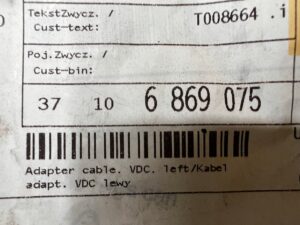 TekstZwycz. / T008664 .i
Cust-text:
Poj.Zwycz. /
Cust-bin:
37 10 6 869 075
Adapter cable. VDC. left/Kabel
adapt. VDC lewy